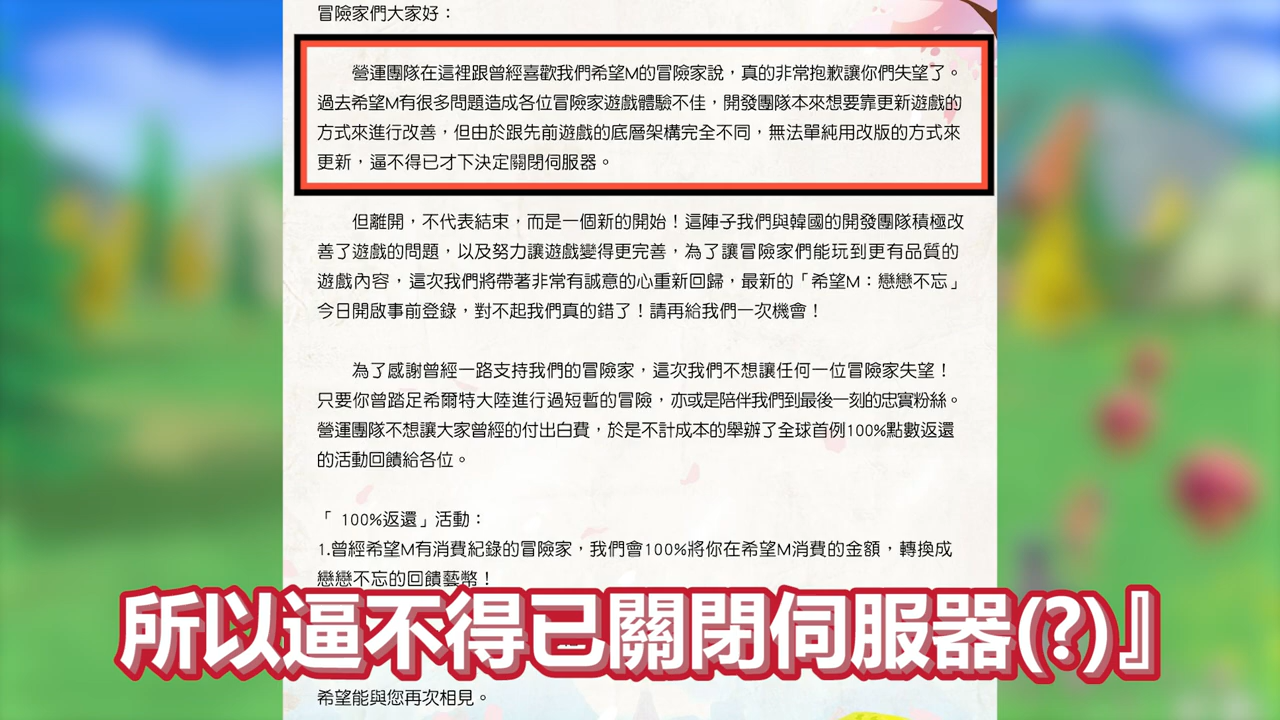 冒險家們大家好：
營運團隊在這裡跟曾經喜歡我們希望M的冒險家說，真的非常抱歉讓你們失望了。
過去希望M有很多問題造成各位冒險家遊戲體驗不佳，開發團隊本來想要靠更新遊戲的
方式來進行改善，但由於跟先前遊戲的底層架構完全不同，無法單純用改版的方式來
更新，逼不得已才下決定關閉伺服器。
但離開，不代表結束，而是一個新的開始！這陣子我們與韓國的開發團隊積極改
善了遊戲的問題，以及努力讓遊戲變得更完善，為了讓冒險家們能玩到更有品質的
遊戲內容，這次我們將帶著非常有誠意的心重新回歸，最新的「希望M：戀戀不忘」
今日開啟事前登錄，對不起我們真的錯了！請再給我們一次機會！
為了感謝曾經一路支持我們的冒險家，這次我們不想讓任何一位冒險家失望！
只要你曾踏足希爾特大陸進行過短暫的冒險，亦或是陪伴我們到最後一刻的忠實粉絲。
營運團隊不想讓大家曾經的付出白費，於是不計成本的舉辦了全球首例100%點數返還
的活動回饋給各位。
「 100%返還」活動：
1.曾經希望M有消費紀錄的冒險家，我們會100%將你在希望M消費的金額，轉換成
戀戀不忘的回饋藝幣！
所以逼不得已關閉伺服器(?)』
希望能與您再次相見。